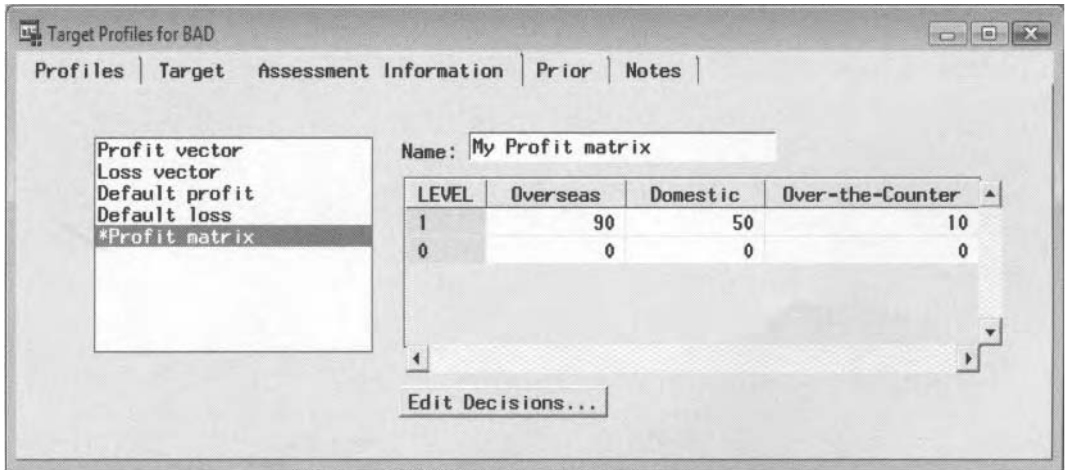 Target Profiles for BAD
Profiles Target Assessment Information Prior Notes
Profit vector
Loss vector
Default profit
Default loss
*Profit matrix
Name: My Profit matrix
LEVEL Overseas Domestic Over-the-Counter
1 90 50 10
0 0 0 0
Edit Decisions...